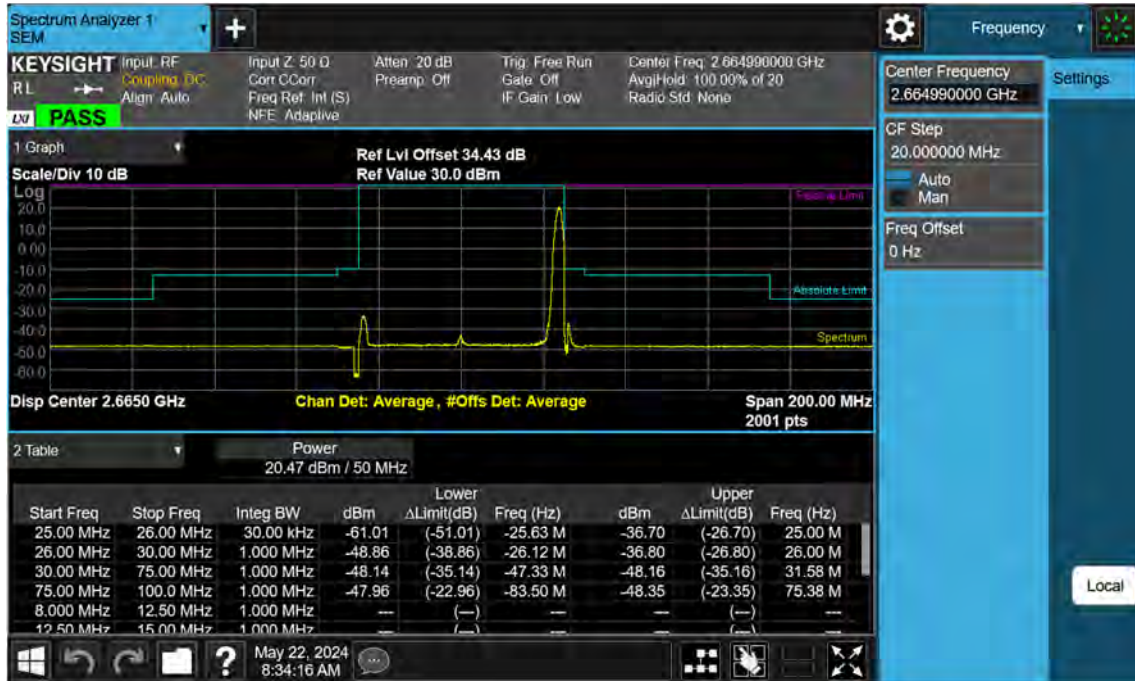 Spectrum Analyzer 1
SEM
+
Frequency
KEYSIGHT
RL
LXI PASS
Input: RF
Coupling: DC
Align: Auto
Input Z: 50 Ω
Corr CCorr
Freq Ref: Int (S)
NFE: Adaptive
Atten: 20 dB
Preamp: Off
Trig: Free Run
Gate: Off
IF Gain: Low
Center Freq: 2.664990000 GHz
Avg|Hold: 100.00% of 20
Radio Std: None
Center Frequency
2.664990000 GHz
Settings
CF Step
20.000000 MHz
Auto
Man
Freq Offset
0 Hz
1 Graph
Scale/Div 10 dB
Ref Lvl Offset 34.43 dB
Ref Value 30.0 dBm
Log
20.0
10.0
0.00
-10.0
-20.0
-30.0
-40.0
-50.0
-60.0
Absolute Limit
Spectrum
Disp Center 2.6650 GHz
Chan Det: Average, #Offs Det: Average
Span 200.00 MHz
2001 pts
2 Table
Power
20.47 dBm / 50 MHz
Lower Upper
Start Freq Stop Freq Integ BW dBm ΔLimit(dB) Freq (Hz) dBm ΔLimit(dB) Freq (Hz)
25.00 MHz 26.00 MHz 30.00 kHz -61.01 (-51.01) -25.63 M -36.70 (-26.70) 25.00 M
26.00 MHz 30.00 MHz 1.000 MHz -48.86 (-38.86) -26.12 M -36.80 (-26.80) 26.00 M
30.00 MHz 75.00 MHz 1.000 MHz -48.14 (-35.14) -47.33 M -48.16 (-35.16) 31.58 M
75.00 MHz 100.0 MHz 1.000 MHz -47.96 (-22.96) -83.50 M -48.35 (-23.35) 75.38 M
8.000 MHz 12.50 MHz 1.000 MHz --- (---) --- --- (---) ---
12.50 MHz 15.00 MHz 1.000 MHz --- (---) --- --- (---) ---
Local
?
May 22, 2024
8:34:16 AM